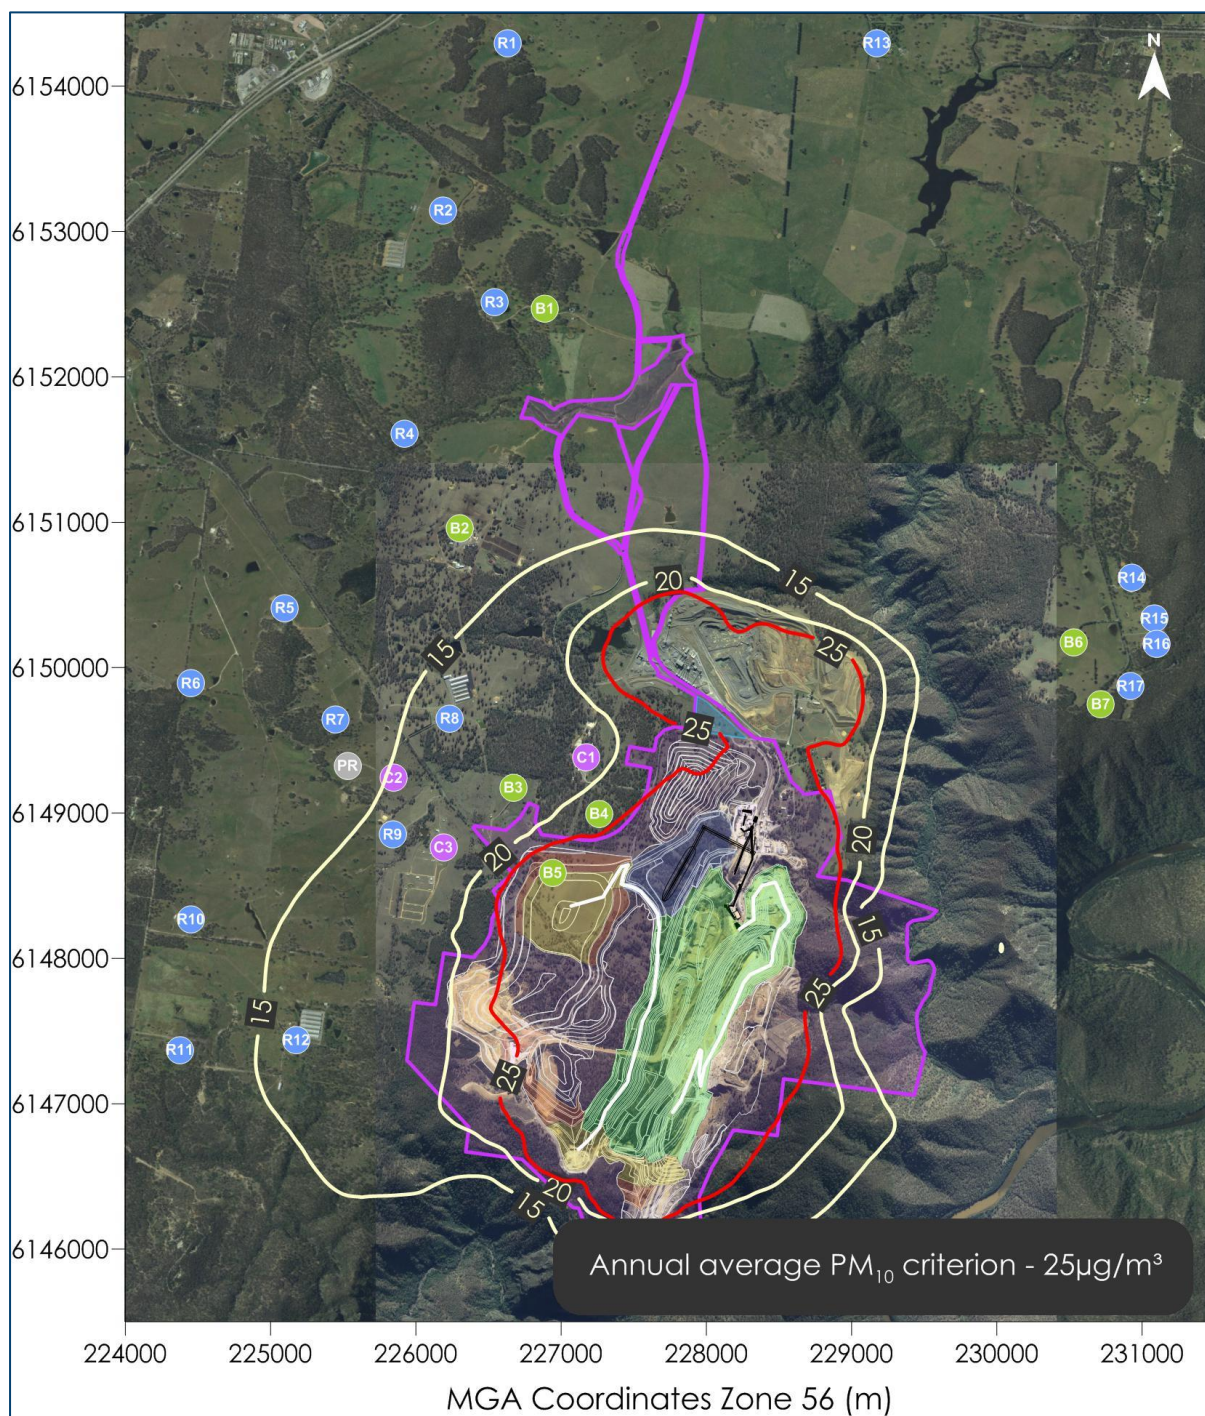 R1
R13
N
6154000
R2
6153000
R3
B1
6152000
R4
6151000
B2
20
15
R14
R5
R15
15
25
B6
R16
6150000
R6
R17
R7
R8
25
B7
PR
C1
C2
B3
6149000
B4
R9
C3
20
20
B5
R10
15
6148000
25
15
R12
R11
25
6147000
20
15
6146000
Annual average PM₁₀ criterion - 25µg/m³
224000 225000 226000 227000 228000 229000 230000 231000
MGA Coordinates Zone 56 (m)